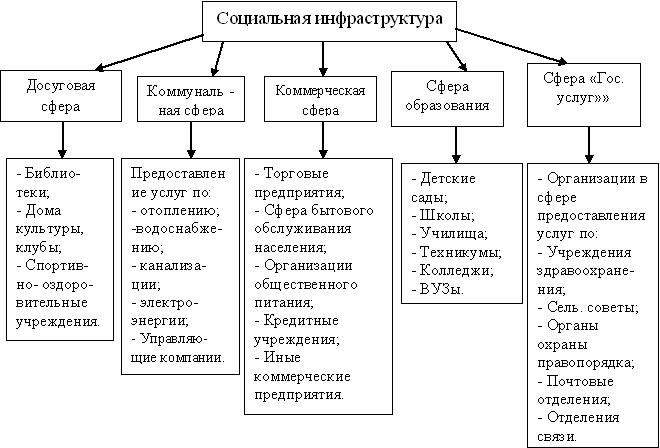 Социальная инфраструктура
Досуговая
сфера
Коммуналь -
ная сфера
Коммерческая
сфера
Сфера
образования
Сфера «Гос.
услуг»»
- Библио-
теки;
- Дома
культуры,
клубы;
- Спортив-
но- оздоро-
вительные
учреждения.
Предоставлен
ие услуг по:
- отоплению;
-водоснабже-
нию;
- канализа-
ции;
- электро-
энергии;
- Управляю-
щие компании.
- Торговые
предприятия;
- Сфера бытового
обслуживания
населения;
- Организации
общественного
питания;
- Кредитные
учреждения;
- Иные
коммерческие
предприятия.
- Детские
сады;
- Школы;
- Училища;
- Техникумы;
- Колледжи;
- ВУЗы.
- Организации в
сфере
предоставления
услуг по:
- Учреждения
здравоохране-
ния;
- Сель. советы;
- Органы
охраны
правопорядка;
- Почтовые
отделения;
- Отделения
связи.